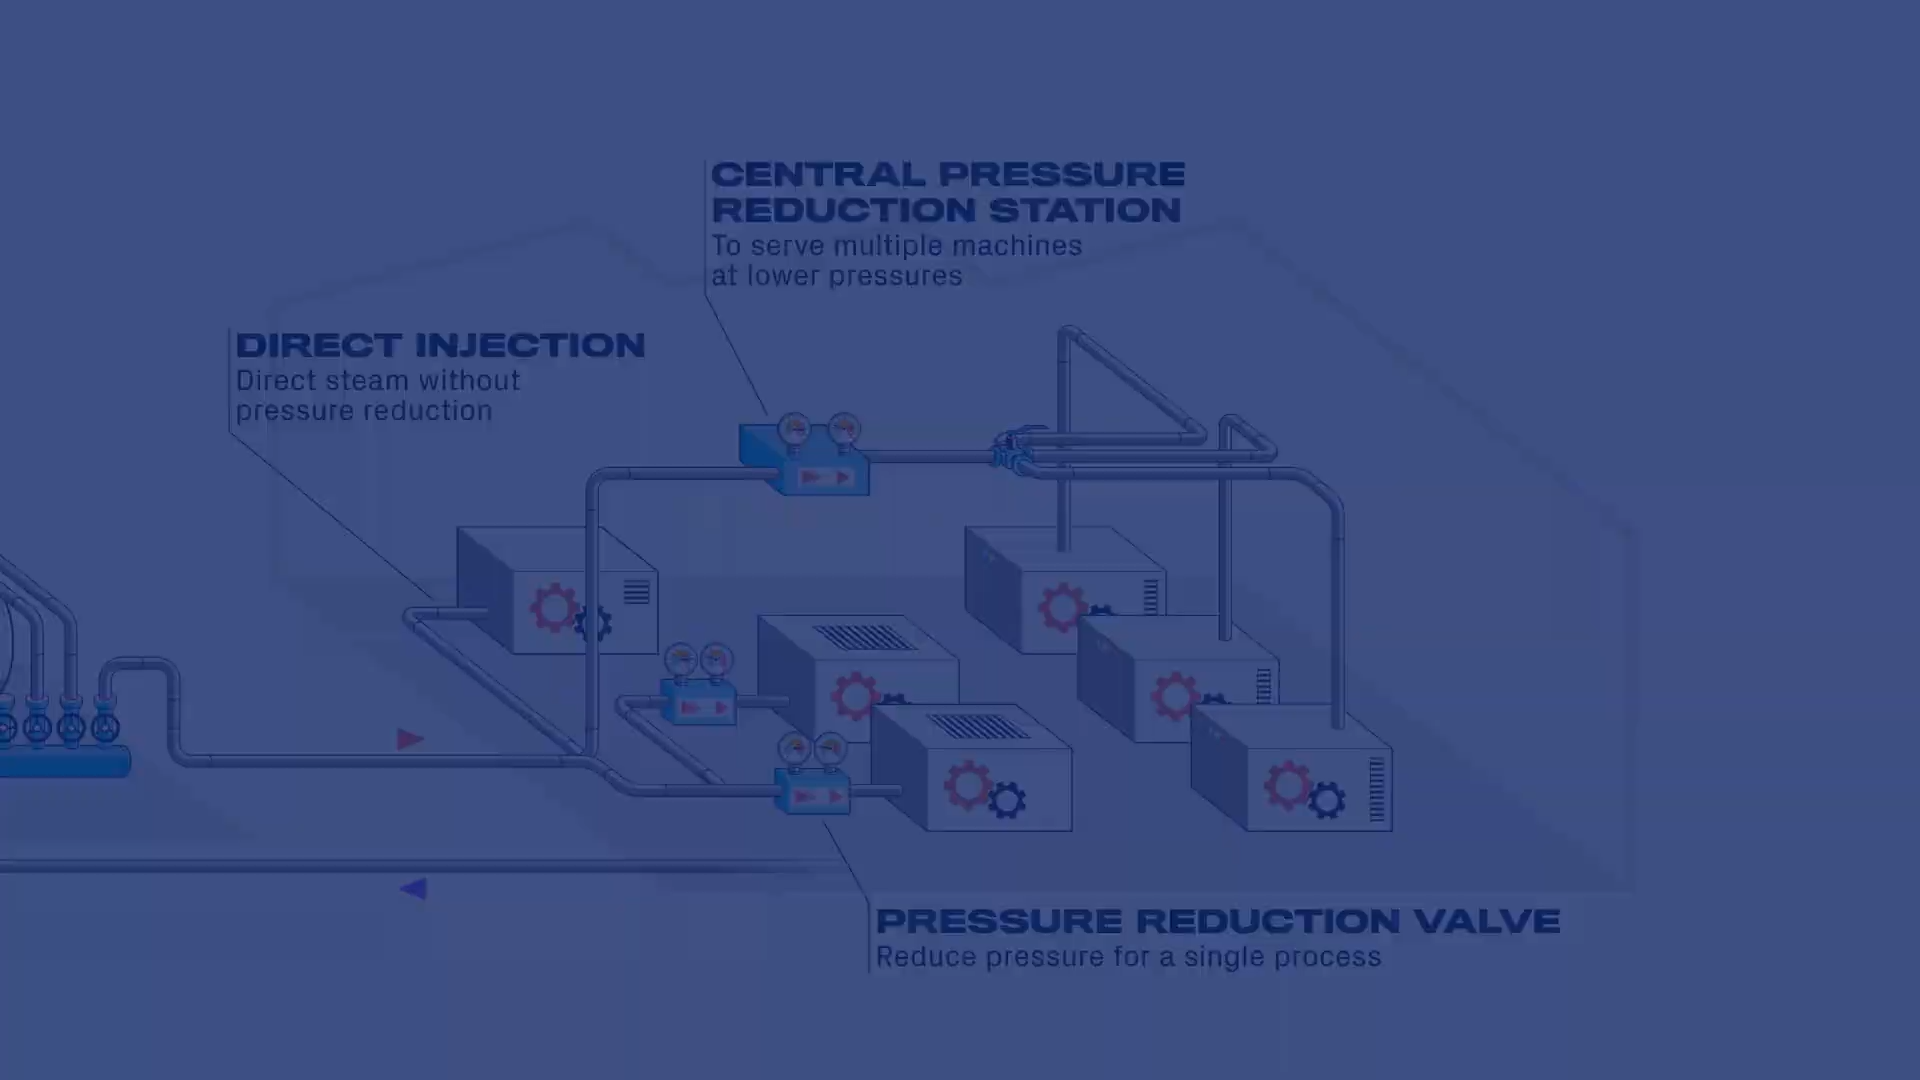 CENTRAL PRESSURE
REDUCTION STATION
To serve multiple machines
at lower pressures
DIRECT INJECTION
Direct steam without
pressure reduction
PRESSURE REDUCTION VALVE
Reduce pressure for a single process